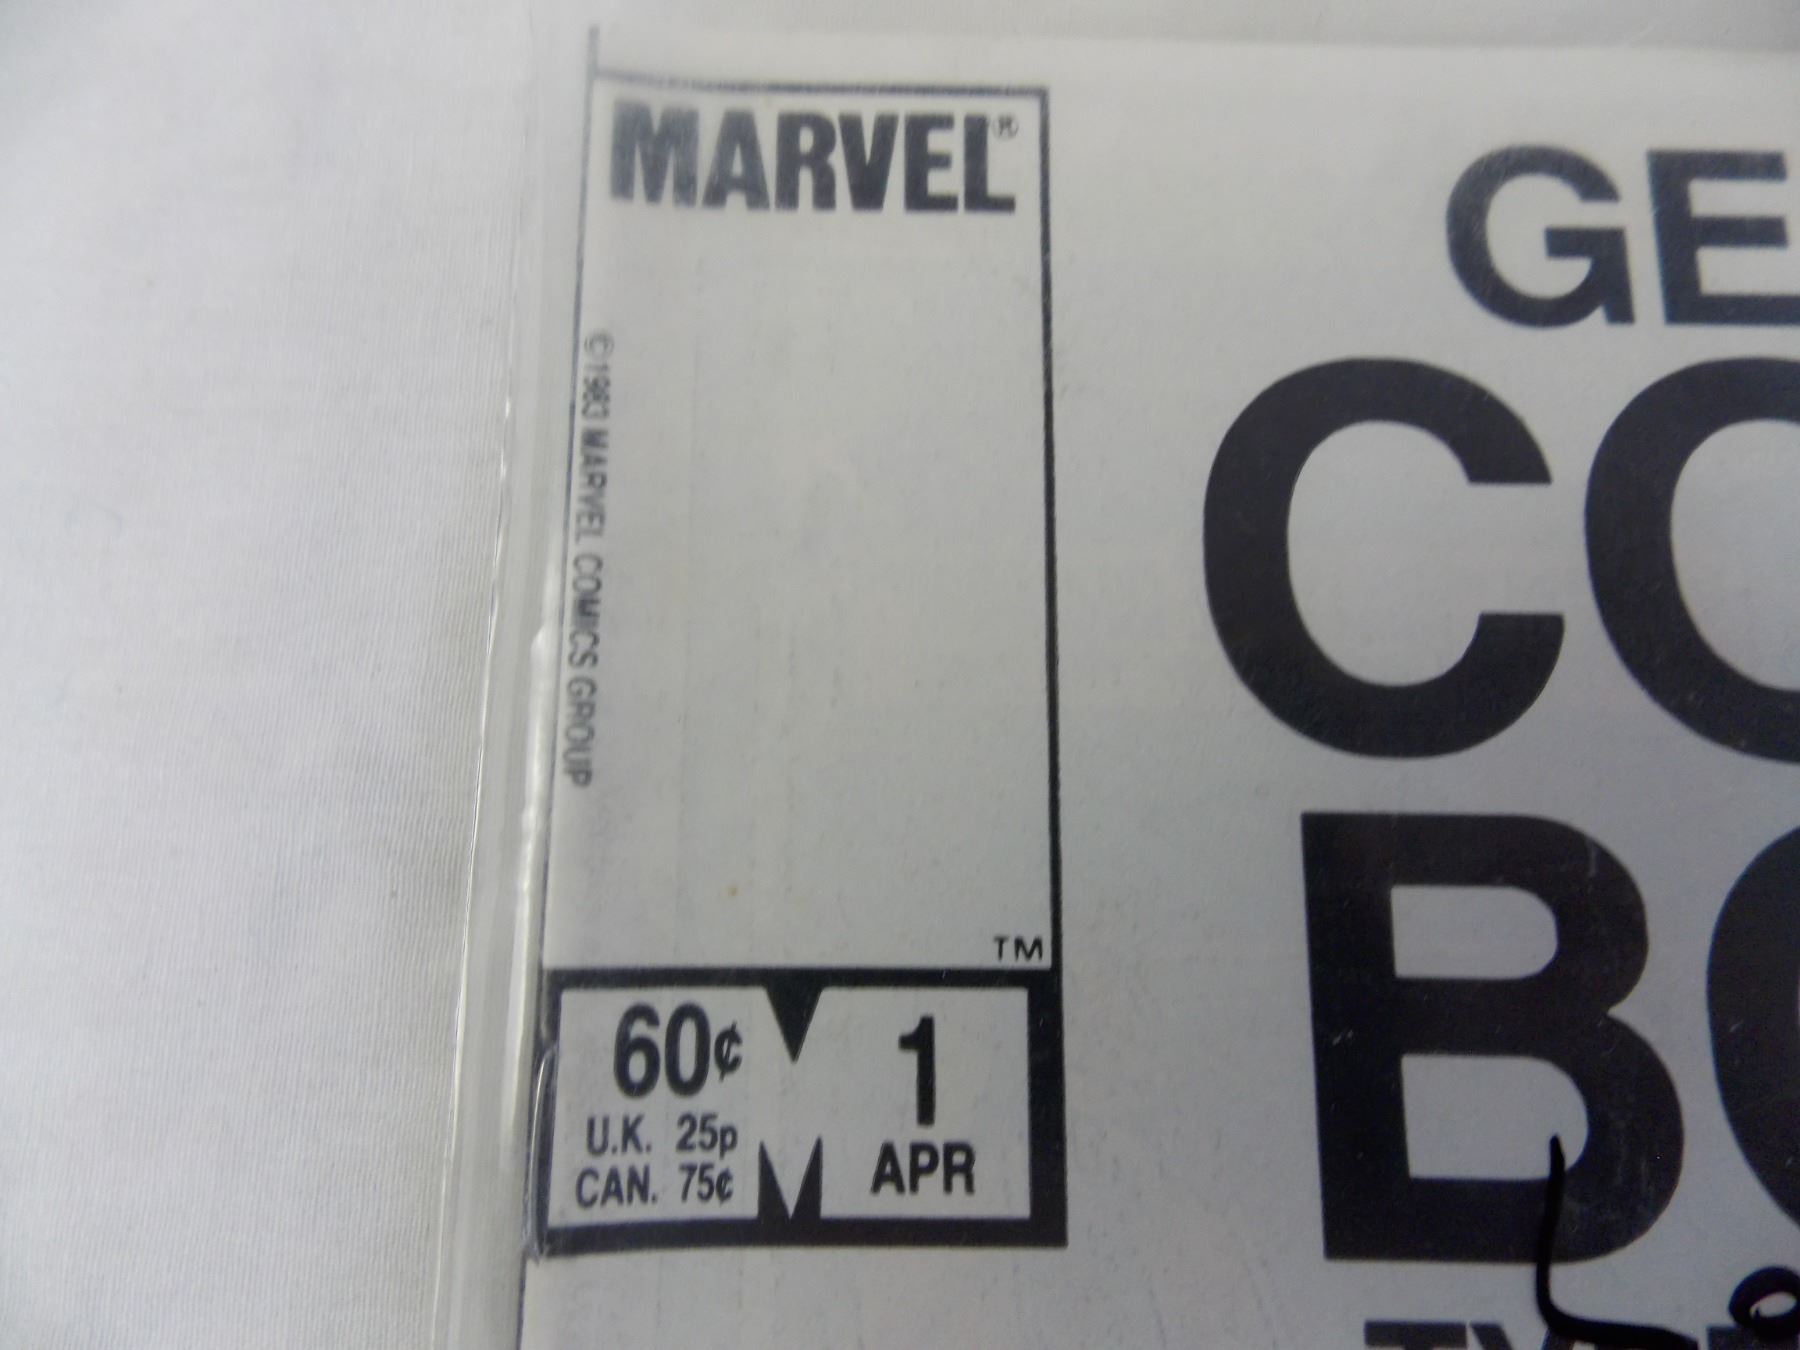 MARVEL®
©1983 MARVEL COMICS GROUP
TM
60¢
U.K. 25p
CAN. 75¢
1
APR
GE
CO
BO